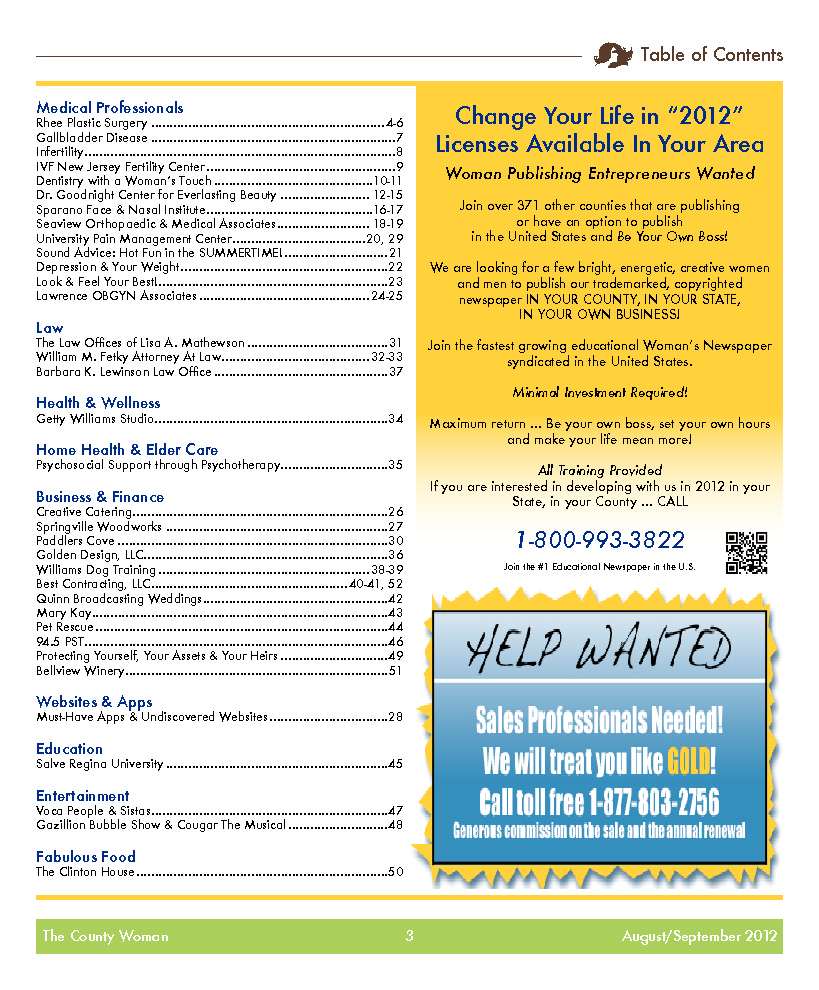 Table of Contents
Medical Professionals
Rhee Plastic Surgery ....................4-6
Gallbladder Disease ....................7
Infertility....................8
IVF New Jersey Fertility Center....................9
Dentistry with a Woman's Touch ....................10-11
Dr. Goodnight Center for Everlasting Beauty .................... 12-15
Sparano Face & Nasal Institute....................16-17
Seaview Orthopaedic & Medical Associates.................... 18-19
University Pain Management Center....................20, 29
Sound Advice: Hot Fun in the SUMMERTIME!....................21
Depression & Your Weight....................22
Look & Feel Your Best!....................23
Lawrence OBGYN Associates ....................24-25
Law
The Law Offices of Lisa A. Mathewson ....................31
William M. Fetky Attorney At Law....................32-33
Barbara K. Lewinson Law Office ....................37
Health & Wellness
Getty Williams Studio....................34
Home Health & Elder Care
Psychosocial Support through Psychotherapy....................35
Business & Finance
Creative Catering....................26
Springville Woodworks ....................27
Paddlers Cove ....................30
Golden Design, LLC....................36
Williams Dog Training ....................38-39
Best Contracting, LLC....................40-41, 52
Quinn Broadcasting Weddings....................42
Mary Kay....................43
Pet Rescue ....................44
94.5 PST....................46
Protecting Yourself, Your Assets & Your Heirs ....................49
Bellview Winery....................51
Websites & Apps
Must-Have Apps & Undiscovered Websites....................28
Education
Salve Regina University ....................45
Entertainment
Voca People & Sistas....................47
Gazillion Bubble Show & Cougar The Musical ....................48
Fabulous Food
The Clinton House....................50
Change Your Life in “2012”
Licenses Available In Your Area
Woman Publishing Entrepreneurs Wanted
Join over 371 other counties that are publishing
or have an option to publish
in the United States and Be Your Own Boss!
We are looking for a few bright, energetic, creative women
and men to publish our trademarked, copyrighted
newspaper IN YOUR COUNTY, IN YOUR STATE,
IN YOUR OWN BUSINESS!
Join the fastest growing educational Woman's Newspaper
syndicated in the United States.
Minimal Investment Required!
Maximum return ... Be your own boss, set your own hours
and make your life mean more!
All Training Provided
If you are interested in developing with us in 2012 in your
State, in your County ... CALL
1-800-993-3822
Join the #1 Educational Newspaper in the U.S.
HELP WANTED
Sales Professionals Needed!
We will treat you like GOLD!
Call toll free 1-877-803-2756
Generous commission on the sale and the annual renewal
The County Woman 3 August/September 2012